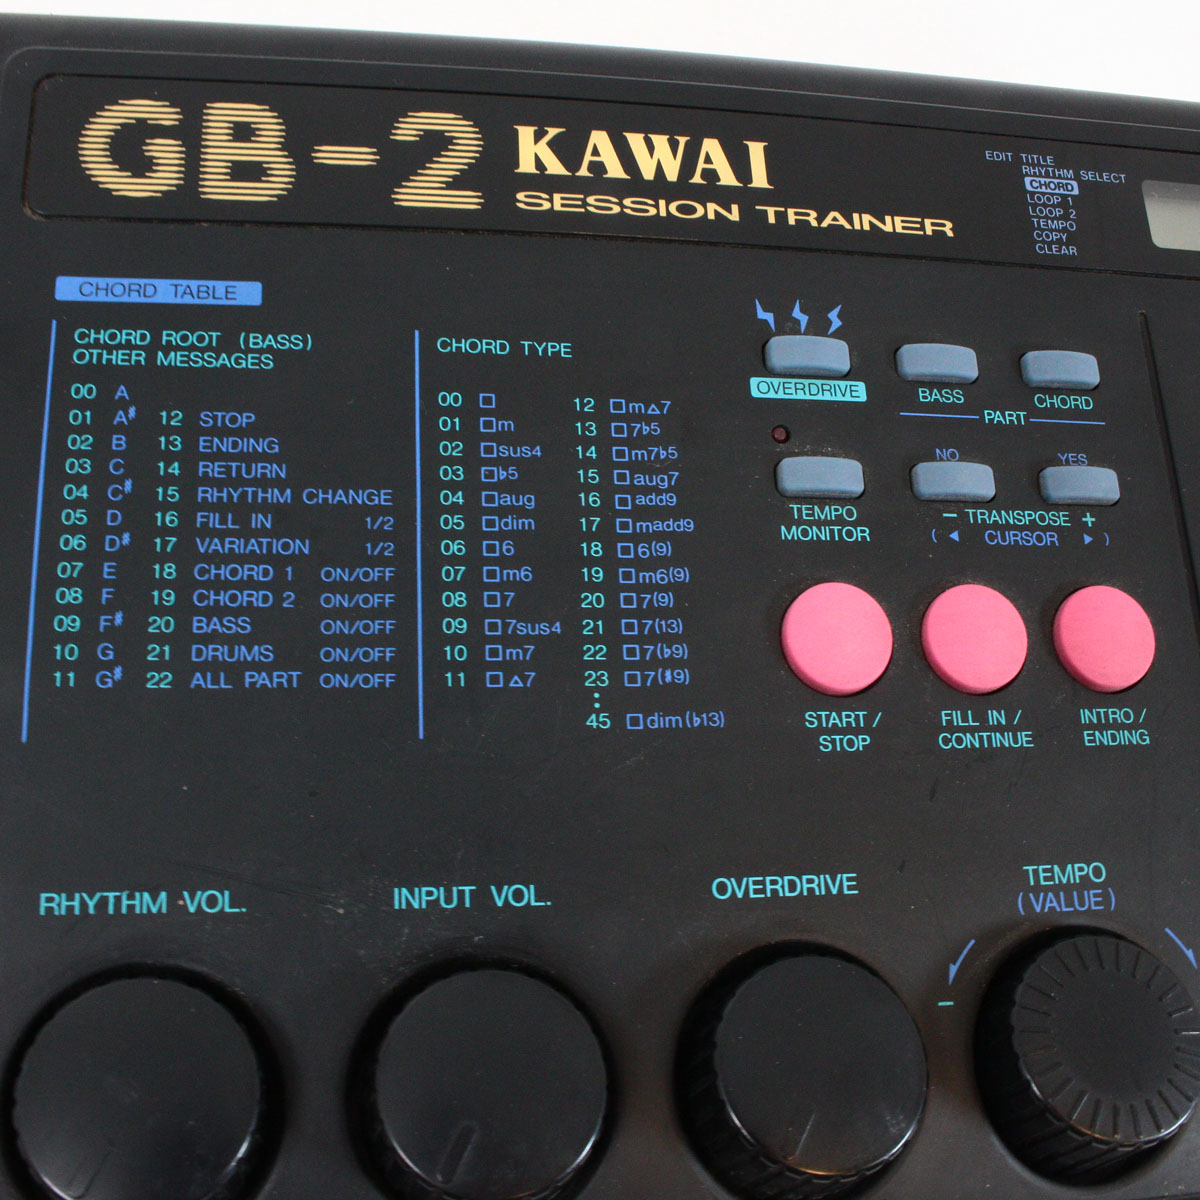 GB-2 KAWAI
SESSION TRAINER
EDIT TITLE
RHYTHM SELECT
CHORD
LOOP 1
LOOP 2
TEMPO
COPY
CLEAR
CHORD TABLE
CHORD ROOT (BASS)
OTHER MESSAGES
00 A
01 A♯ 12 STOP
02 B 13 ENDING
03 C 14 RETURN
04 C♯ 15 RHYTHM CHANGE
05 D 16 FILL IN 1/2
06 D♯ 17 VARIATION 1/2
07 E 18 CHORD 1 ON/OFF
08 F 19 CHORD 2 ON/OFF
09 F♯ 20 BASS ON/OFF
10 G 21 DRUMS ON/OFF
11 G♯ 22 ALL PART ON/OFF
CHORD TYPE
00 □
01 □m
02 □sus4
03 □♭5
04 □aug
05 □dim
06 □6
07 □m6
08 □7
09 □7sus4
10 □m7
11 □△7
12 □m△7
13 □7♭5
14 □m7♭5
15 □aug7
16 □add9
17 □madd9
18 □6(9)
19 □m6(9)
20 □7(9)
21 □7(13)
22 □7(♭9)
23 □7(♯9)
⋮
45 □dim(♭13)
OVERDRIVE
BASS
CHORD
PART
NO
YES
TEMPO
MONITOR
− TRANSPOSE +
(◀ CURSOR ▶)
START/
STOP
FILL IN/
CONTINUE
INTRO/
ENDING
RHYTHM VOL.
INPUT VOL.
OVERDRIVE
TEMPO
(VALUE)
−